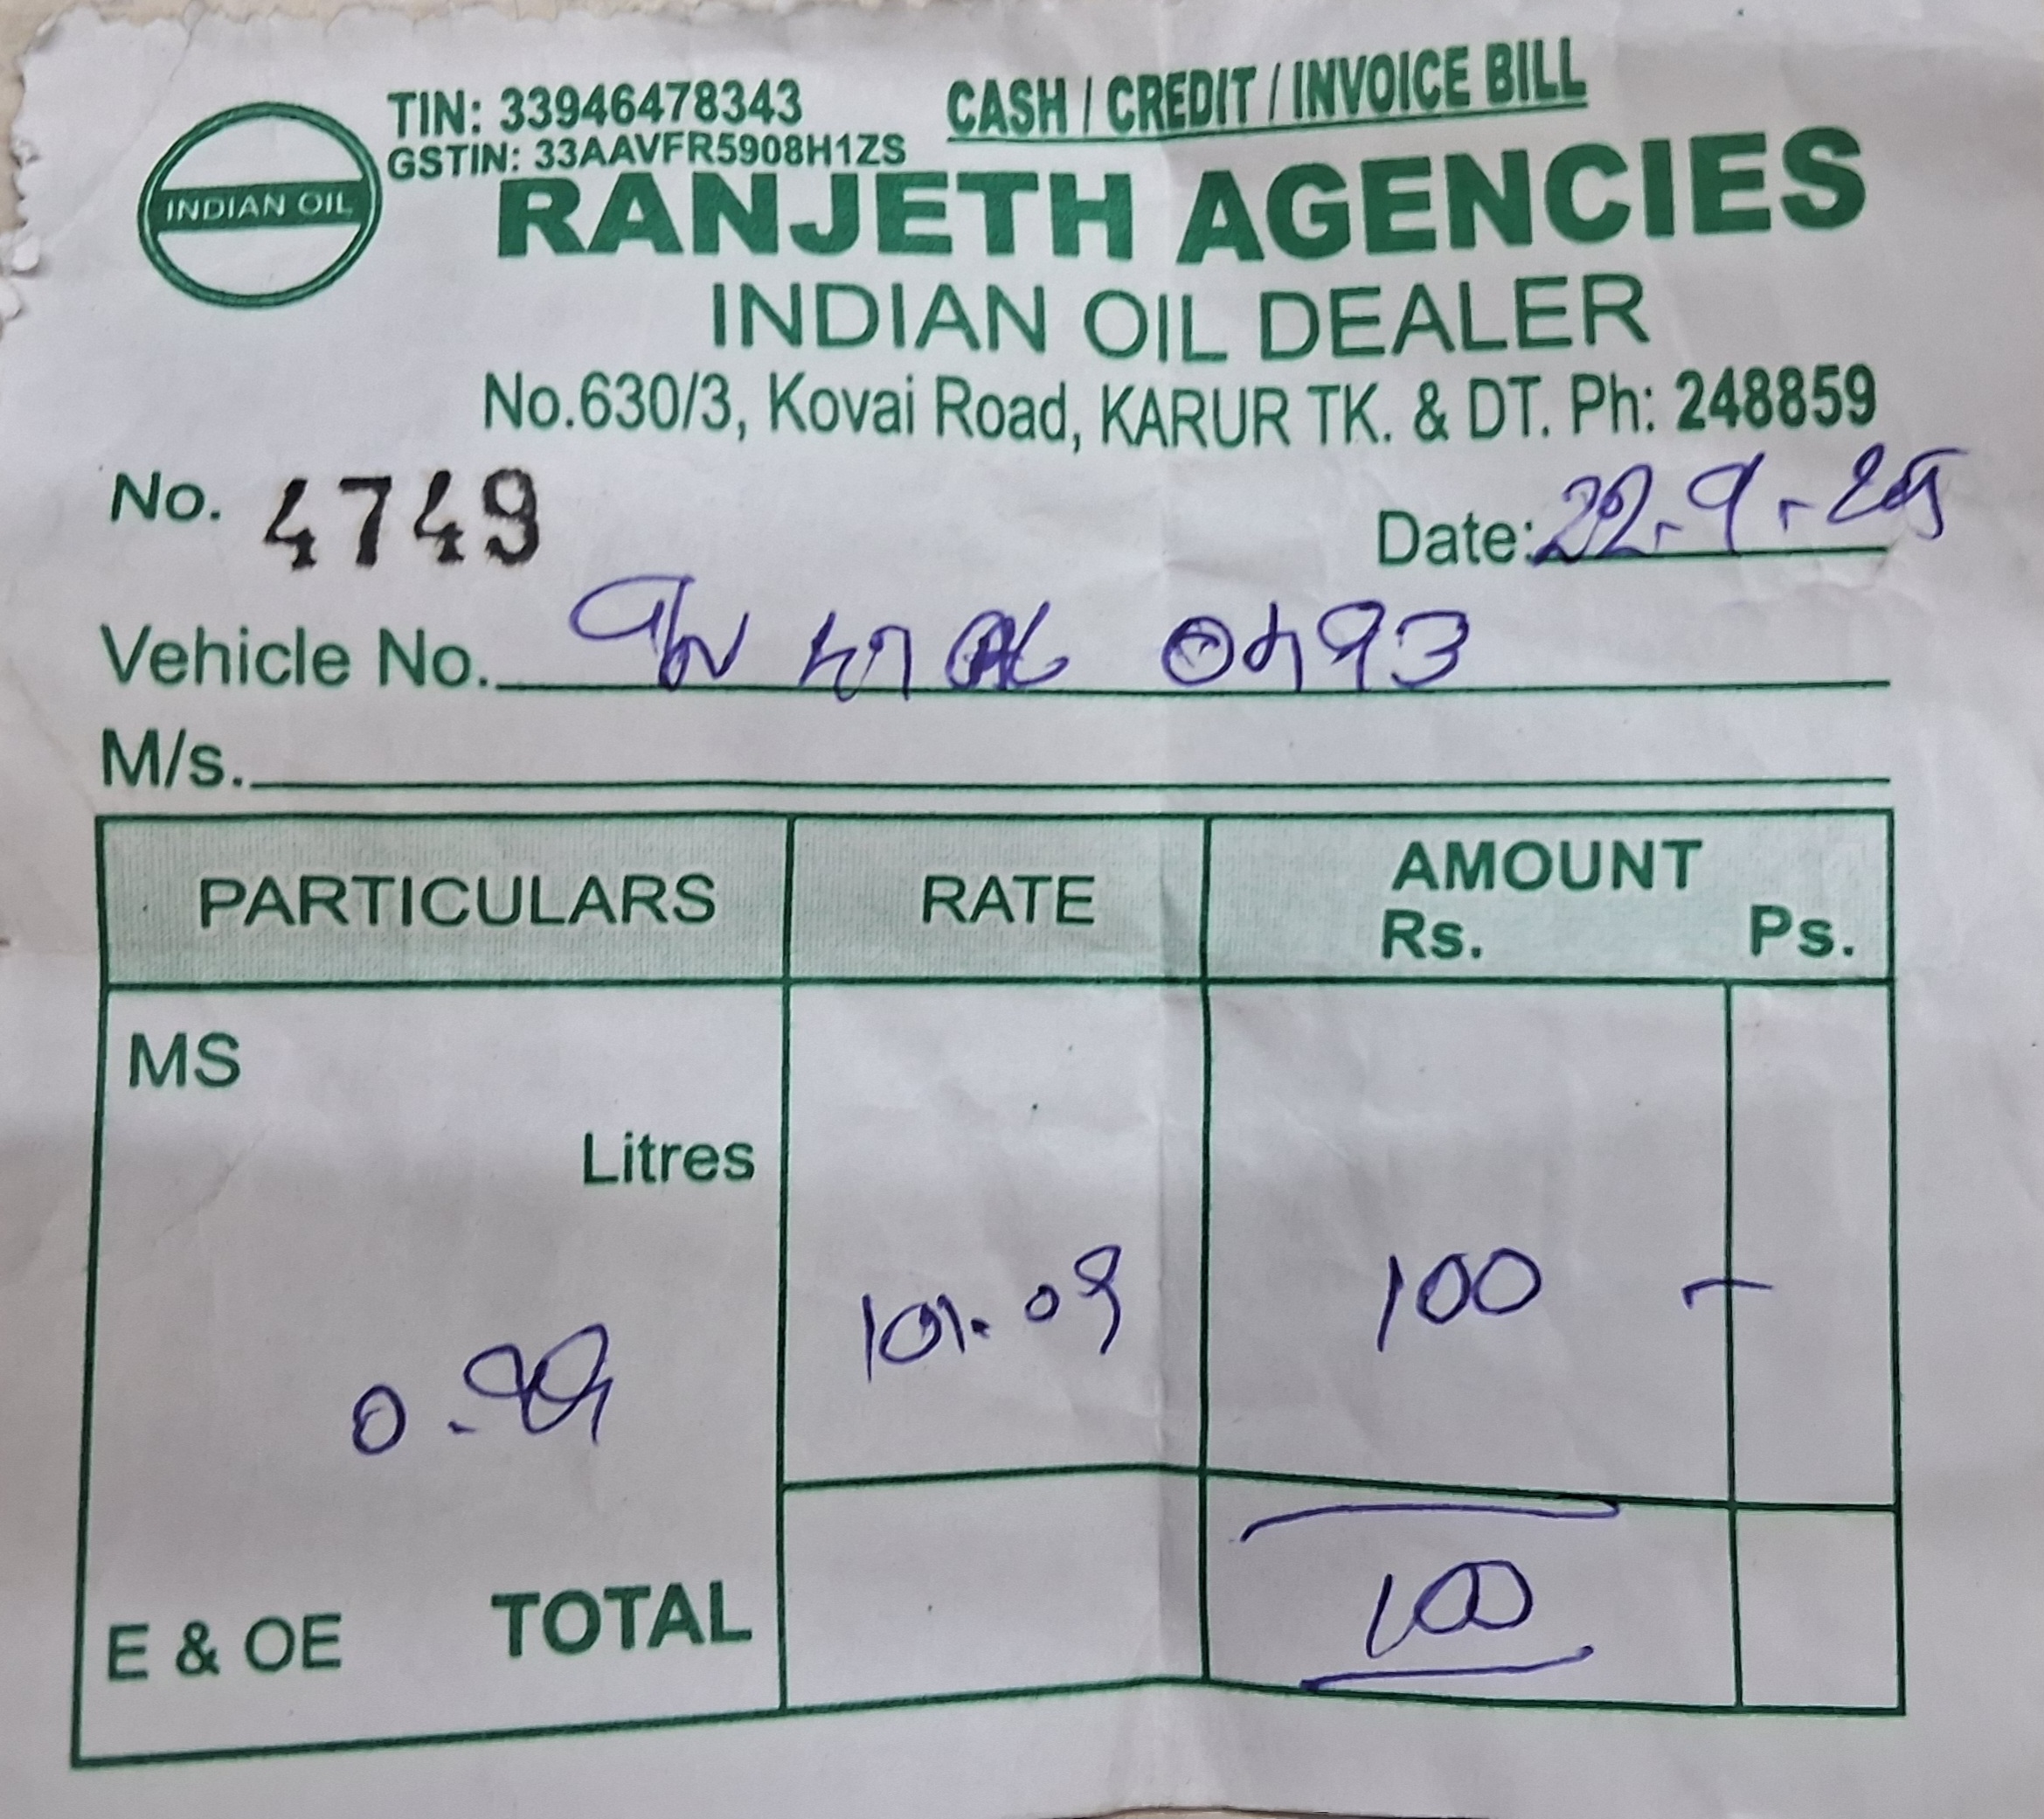 TIN: 33946478343
CASH / CREDIT / INVOICE BILL
GSTIN: 33AAVFR5908H1ZS
INDIAN OIL
RANJETH AGENCIES
INDIAN OIL DEALER
No.630/3, Kovai Road, KARUR TK. & DT. Ph: 248859
No. 4749
Date: 22.9.25
Vehicle No.
M/s.
PARTICULARS RATE AMOUNT
Rs. Ps.
MS
Litres
0.99 101.09 100 -
E & OE TOTAL 100